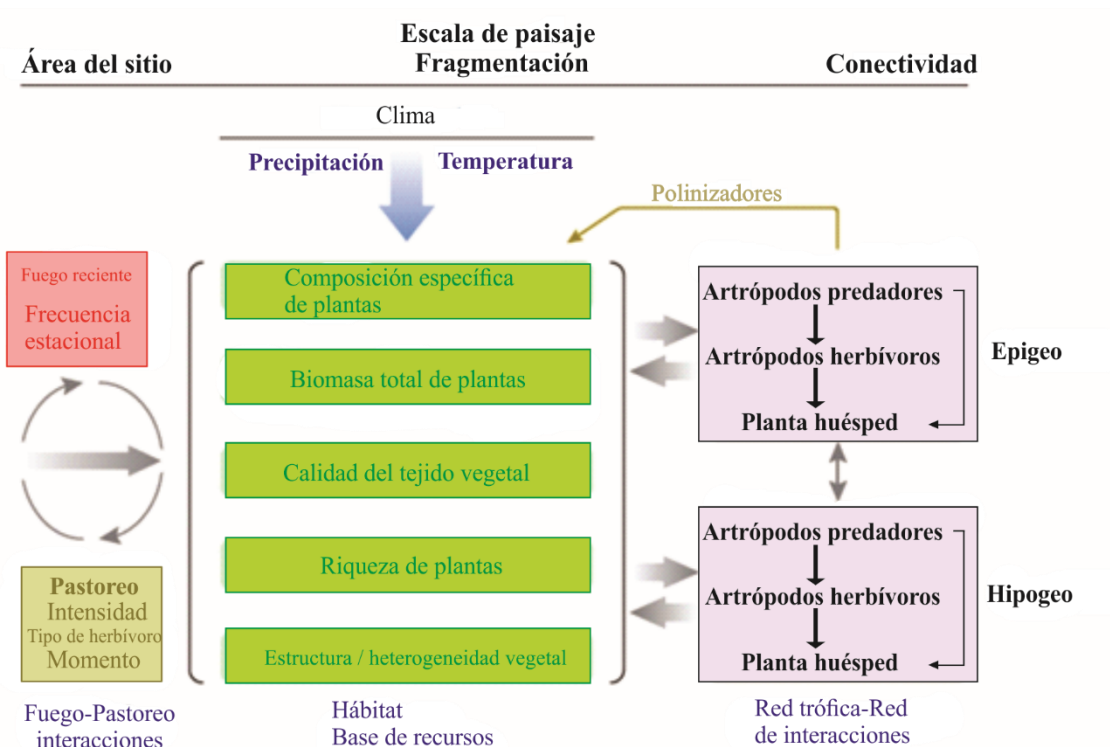 Escala de paisaje
Área del sitio Fragmentación Conectividad
Clima
Precipitación Temperatura
Polinizadores
Fuego reciente
Frecuencia
estacional
Pastoreo
Intensidad
Tipo de herbívoro
Momento
Fuego-Pastoreo
interacciones
Composición específica
de plantas
Biomasa total de plantas
Calidad del tejido vegetal
Riqueza de plantas
Estructura / heterogeneidad vegetal
Hábitat
Base de recursos
Artrópodos predadores
Artrópodos herbívoros
Planta huésped
Epigeo
Artrópodos predadores
Artrópodos herbívoros
Planta huésped
Hipogeo
Red trófica-Red
de interacciones